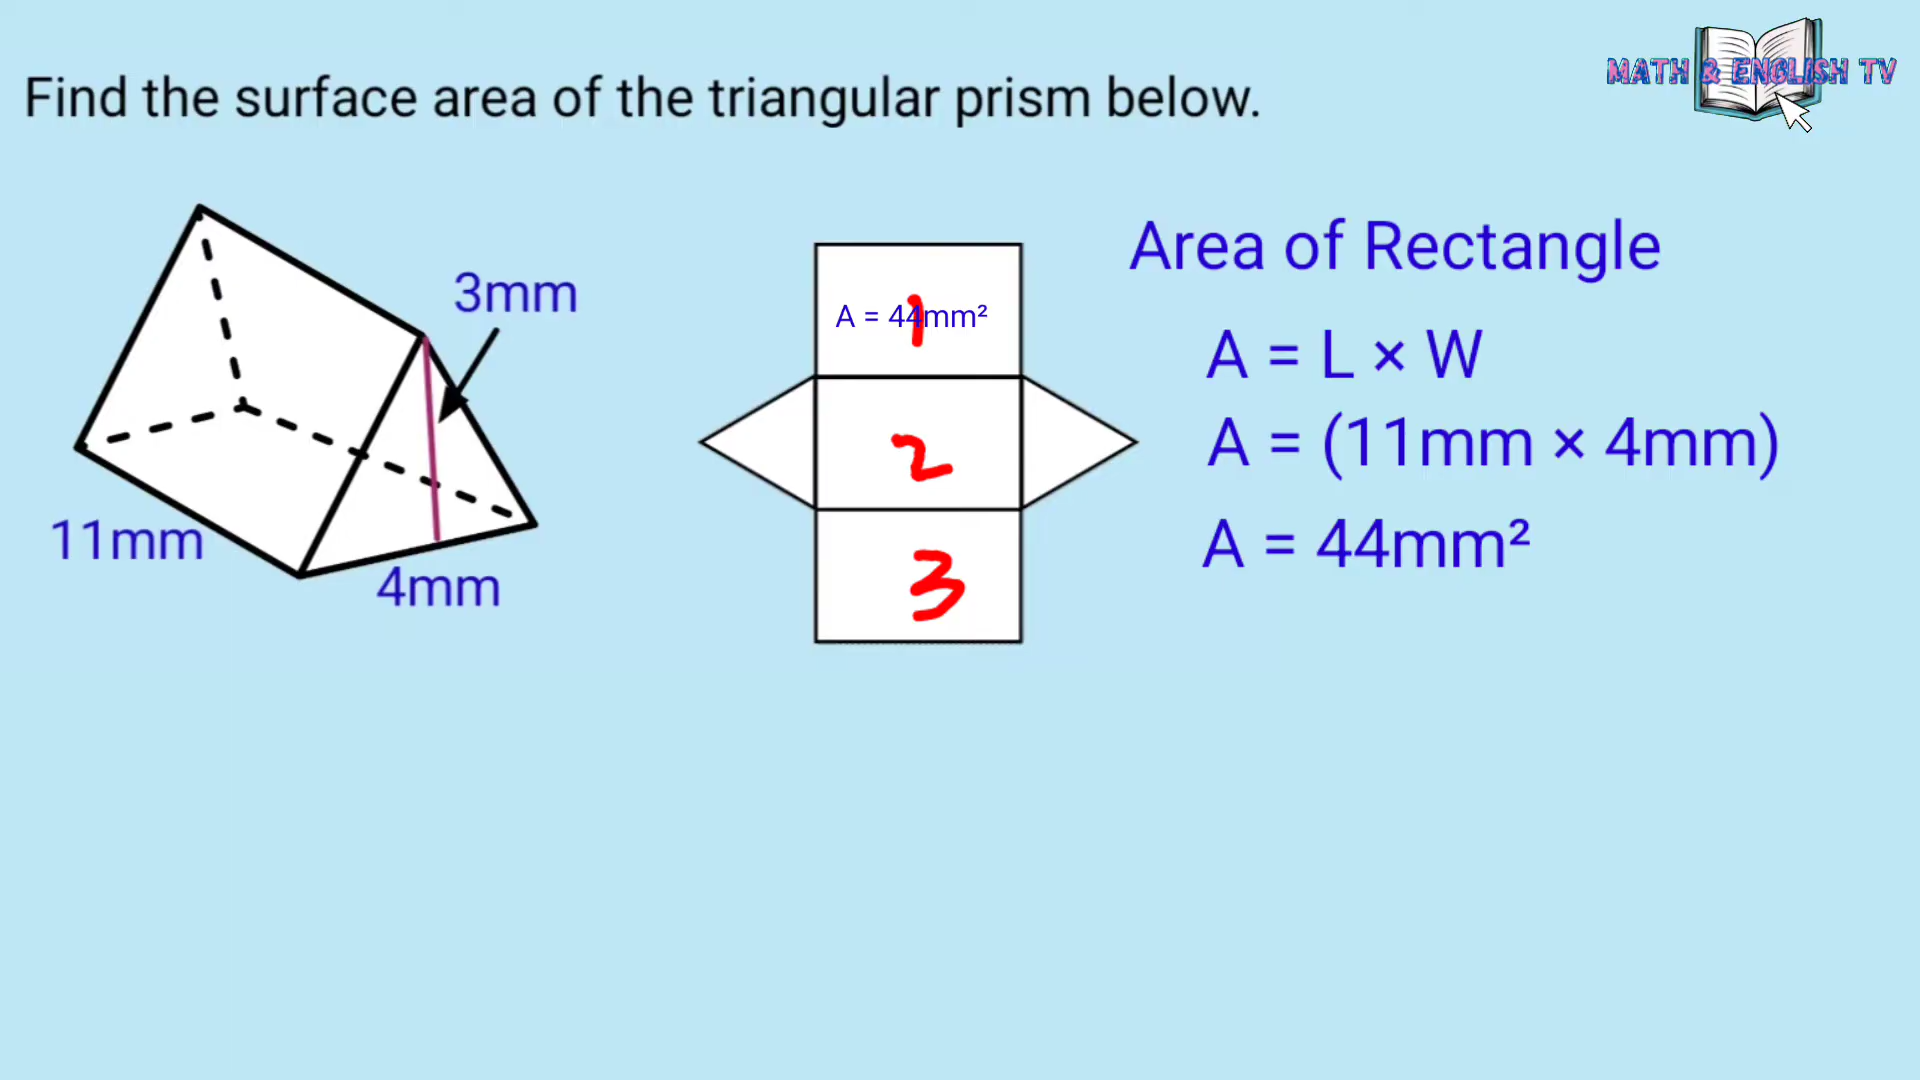 MATH & ENGLISH TV
Find the surface area of the triangular prism below.
3mm
11mm
4mm
A = 44mm²
1
2
3
Area of Rectangle
A = L × W
A = (11mm × 4mm)
A = 44mm²